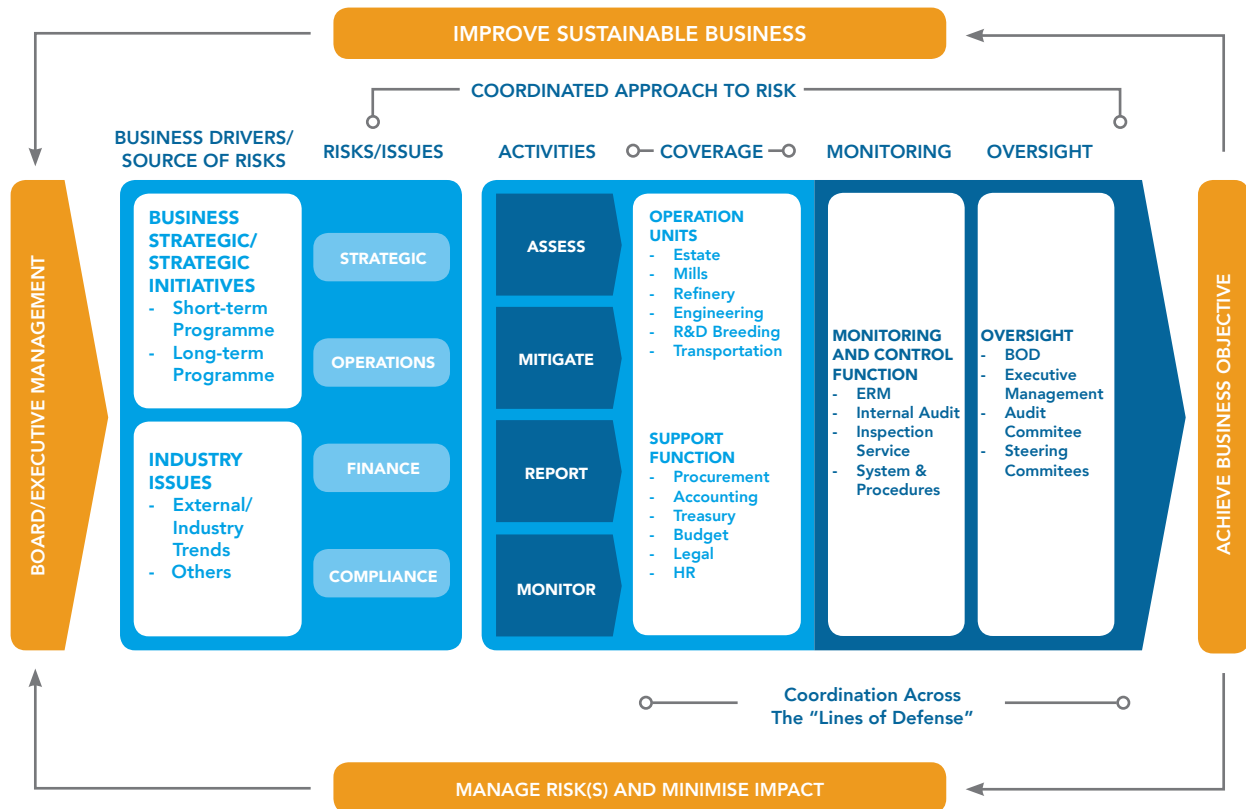 IMPROVE SUSTAINABLE BUSINESS
COORDINATED APPROACH TO RISK
BUSINESS DRIVERS/
SOURCE OF RISKS
RISKS/ISSUES
ACTIVITIES
COVERAGE
MONITORING
OVERSIGHT
BOARD/EXECUTIVE MANAGEMENT
BUSINESS
STRATEGIC/
STRATEGIC
INITIATIVES
- Short-term
Programme
- Long-term
Programme
INDUSTRY
ISSUES
- External/
Industry
Trends
- Others
STRATEGIC
OPERATIONS
FINANCE
COMPLIANCE
ASSESS
MITIGATE
REPORT
MONITOR
OPERATION
UNITS
- Estate
- Mills
- Refinery
- Engineering
- R&D Breeding
- Transportation
SUPPORT
FUNCTION
- Procurement
- Accounting
- Treasury
- Budget
- Legal
- HR
MONITORING
AND CONTROL
FUNCTION
- ERM
- Internal Audit
- Inspection
Service
- System &
Procedures
OVERSIGHT
- BOD
- Executive
Management
- Audit
Commitee
- Steering
Commitees
ACHIEVE BUSINESS OBJECTIVE
Coordination Across
The “Lines of Defense”
MANAGE RISK(S) AND MINIMISE IMPACT